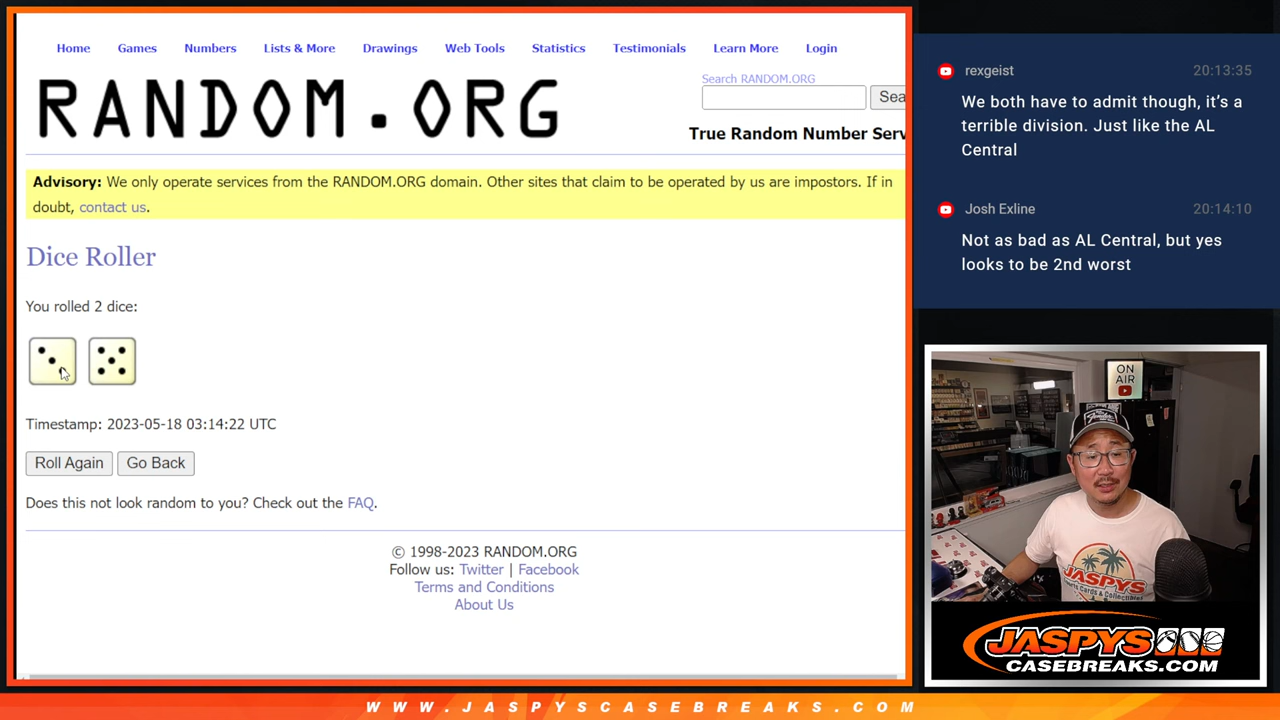 Home Games Numbers Lists & More Drawings Web Tools Statistics Testimonials Learn More Login
RANDOM.ORG
Search RANDOM.ORG
Sea
True Random Number Serv
Advisory: We only operate services from the RANDOM.ORG domain. Other sites that claim to be operated by us are impostors. If in
doubt, contact us.
Dice Roller
You rolled 2 dice:
Timestamp: 2023-05-18 03:14:22 UTC
Roll Again Go Back
Does this not look random to you? Check out the FAQ.
© 1998-2023 RANDOM.ORG
Follow us: Twitter | Facebook
Terms and Conditions
About Us
rexgeist 20:13:35
We both have to admit though, it’s a
terrible division. Just like the AL
Central
Josh Exline 20:14:10
Not as bad as AL Central, but yes
looks to be 2nd worst
ON
AIR
JASPYS
JASPYS
CASEBREAKS.COM
WWW.JASPYSCASEBREAKS.COM